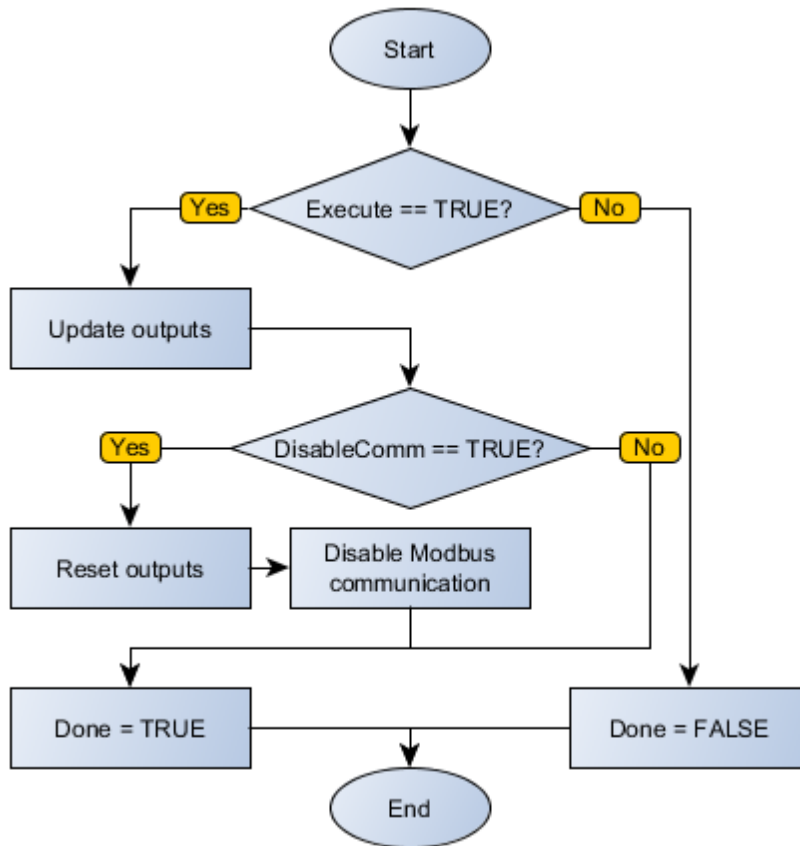 Start
Execute == TRUE?
Yes
No
Update outputs
DisableComm == TRUE?
Yes
No
Reset outputs
Disable Modbus
communication
Done = TRUE
Done = FALSE
End